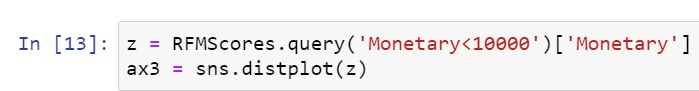 In [13]: z = RFMScores.query('Monetary<10000')['Monetary']
ax3 = sns.distplot(z)